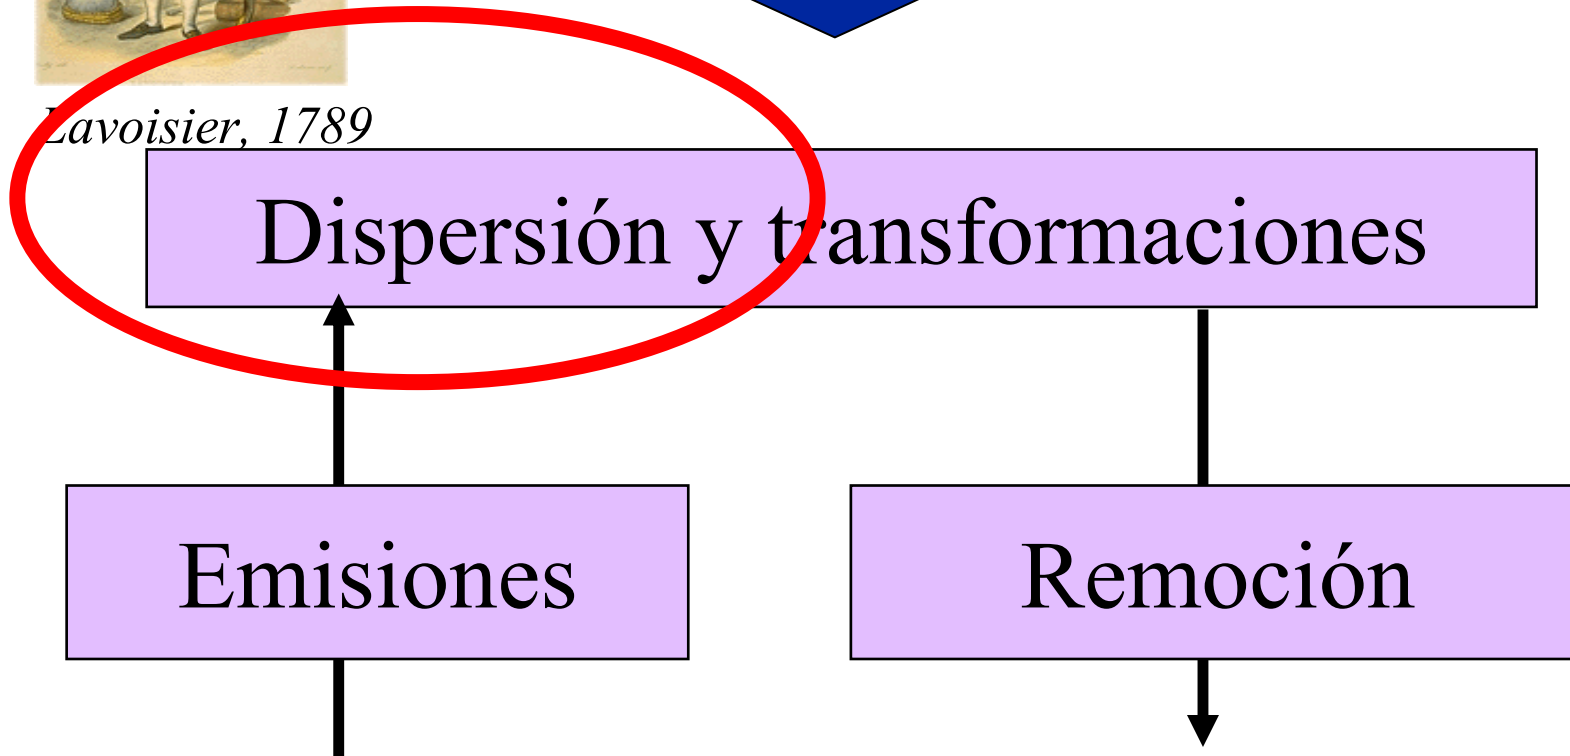 Lavoisier, 1789
Dispersión y transformaciones
Emisiones
Remoción